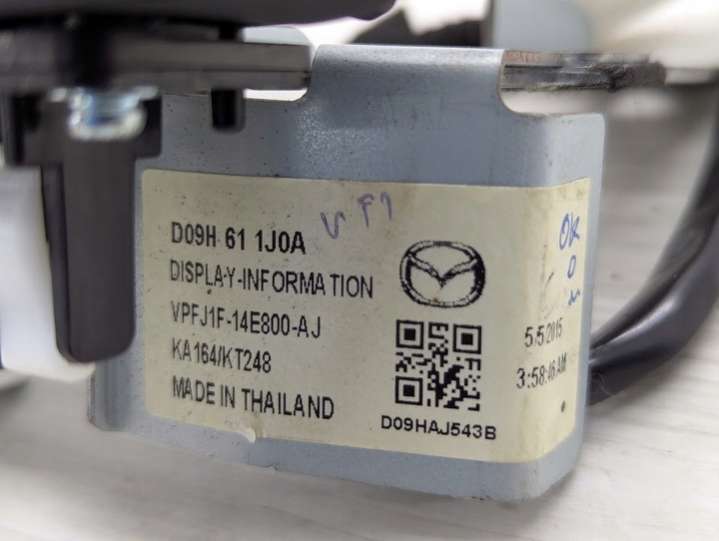 D09H 61 1J0A
DISPLAY-INFORMATION
VPFJ1F-14E800-AJ
KA164/KT248
MADE IN THAILAND
D09HAJ543B
5/5/2015
3:58:46 AM
OK